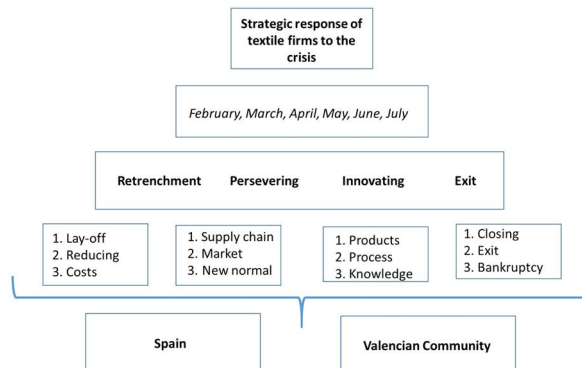 Strategic response of
textile firms to the
crisis
February, March, April, May, June, July
Retrenchment Persevering Innovating Exit
1. Lay-off
2. Reducing
3. Costs
1. Supply chain
2. Market
3. New normal
1. Products
2. Process
3. Knowledge
1. Closing
2. Exit
3. Bankruptcy
Spain
Valencian Community